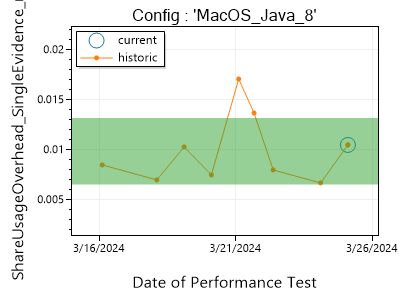 Config : 'MacOS_Java_8'
ShareUsageOverhead_SingleEvidence_
current
historic
0.02
0.015
0.01
0.005
3/16/2024
3/21/2024
3/26/2024
Date of Performance Test